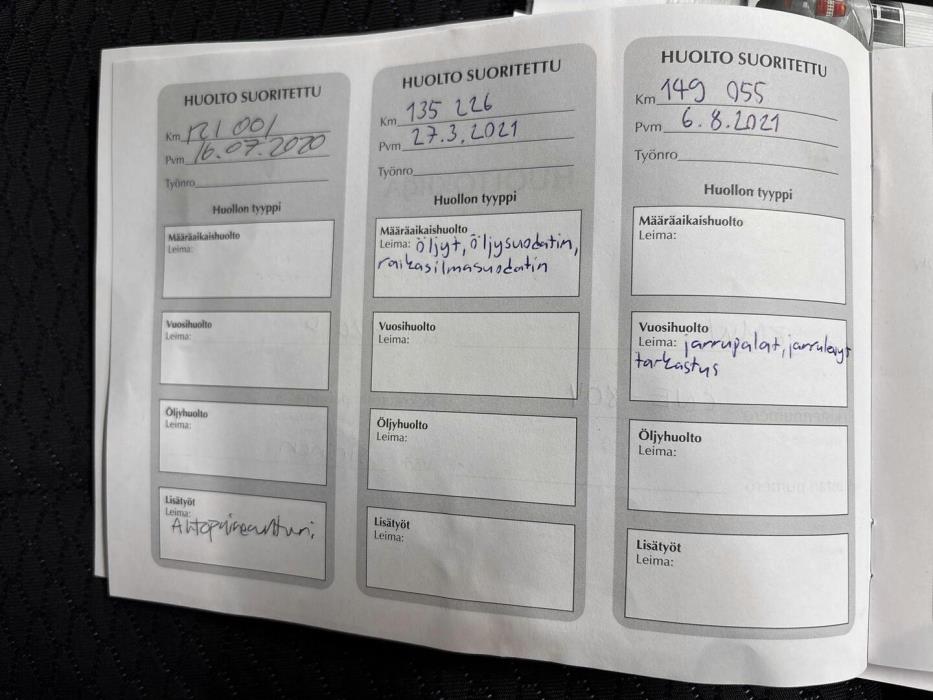 HUOLTO SUORITETTU
Km 121 001
Pvm 16.07.2020
Työnro
Huollon tyyppi
Määräaikaishuolto
Leima:
Vuosihuolto
Leima:
Öljyhuolto
Leima:
Lisätyöt
Leima:
HUOLTO SUORITETTU
Km 135 226
Pvm 27.3.2021
Työnro
Huollon tyyppi
Määräaikaishuolto
Leima: öljyt, öljysuodatin,
raikasilmasuodatin
Vuosihuolto
Leima:
Öljyhuolto
Leima:
Lisätyöt
Leima:
HUOLTO SUORITETTU
Km 149 055
Pvm 6.8.2021
Työnro
Huollon tyyppi
Määräaikaishuolto
Leima:
Vuosihuolto
Leima: jarrupalat, jarrulevyt
tarkastus
Öljyhuolto
Leima:
Lisätyöt
Leima: